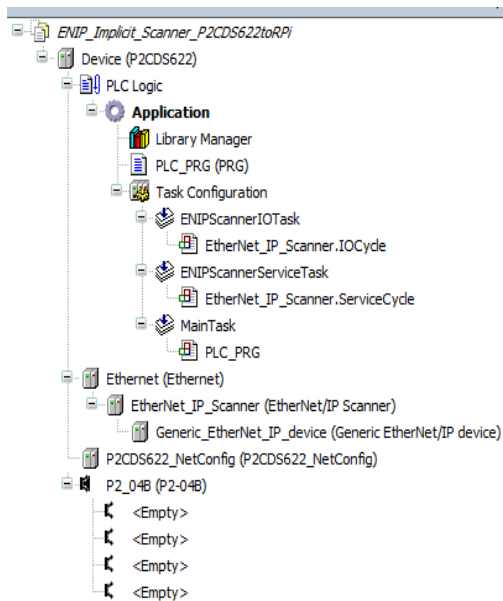 ENIP_Implicit_Scanner_P2CDS622toRPi
Device (P2CDS622)
PLC Logic
Application
Library Manager
PLC_PRG (PRG)
Task Configuration
ENIPScannerIOTask
EtherNet_IP_Scanner.IOCycle
ENIPScannerServiceTask
EtherNet_IP_Scanner.ServiceCycle
MainTask
PLC_PRG
Ethernet (Ethernet)
EtherNet_IP_Scanner (EtherNet/IP Scanner)
Generic_EtherNet_IP_device (Generic EtherNet/IP device)
P2CDS622_NetConfig (P2CDS622_NetConfig)
P2_04B (P2-04B)
<Empty>
<Empty>
<Empty>
<Empty>